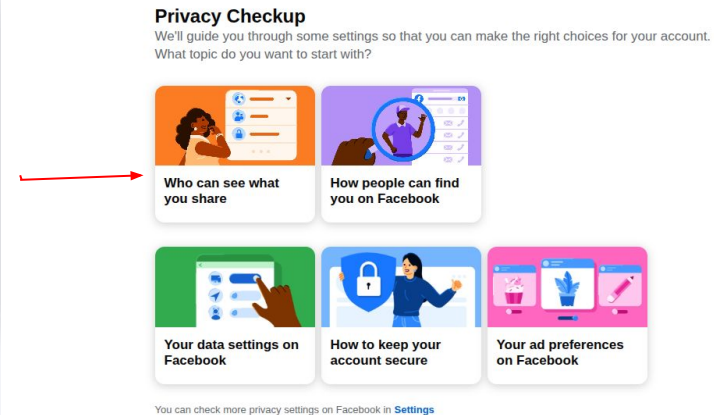 Privacy Checkup
We'll guide you through some settings so that you can make the right choices for your account.
What topic do you want to start with?
Who can see what
you share
How people can find
you on Facebook
Your data settings on
Facebook
How to keep your
account secure
Your ad preferences
on Facebook
You can check more privacy settings on Facebook in Settings